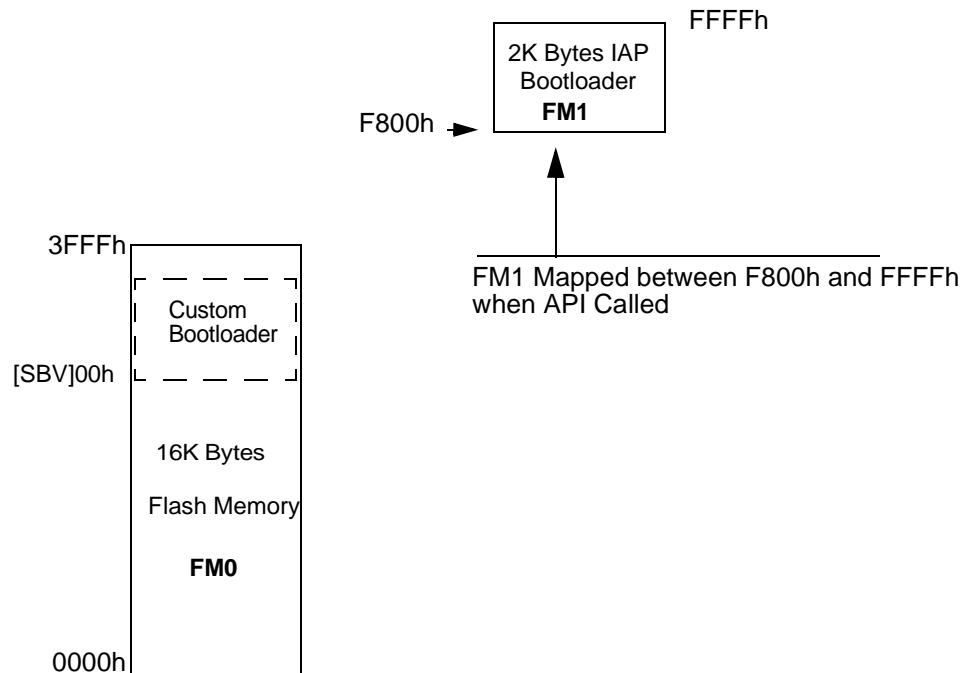 FFFFh
2K Bytes IAP
Bootloader
FM1
F800h
3FFFh
FM1 Mapped between F800h and FFFFh
when API Called
Custom
Bootloader
[SBV]00h
16K Bytes
Flash Memory
FM0
0000h